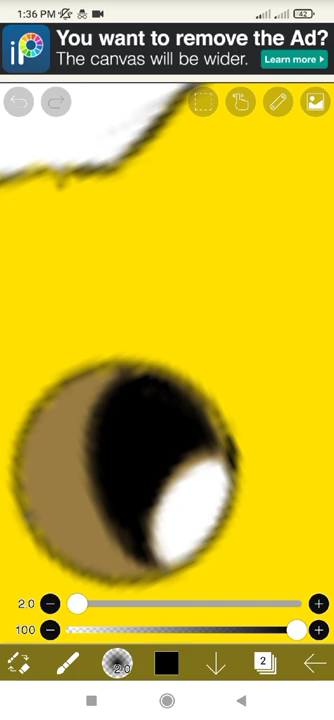 1:36 PM
42
iP
You want to remove the Ad?
The canvas will be wider.
Learn more
2.0
100
2.0
2